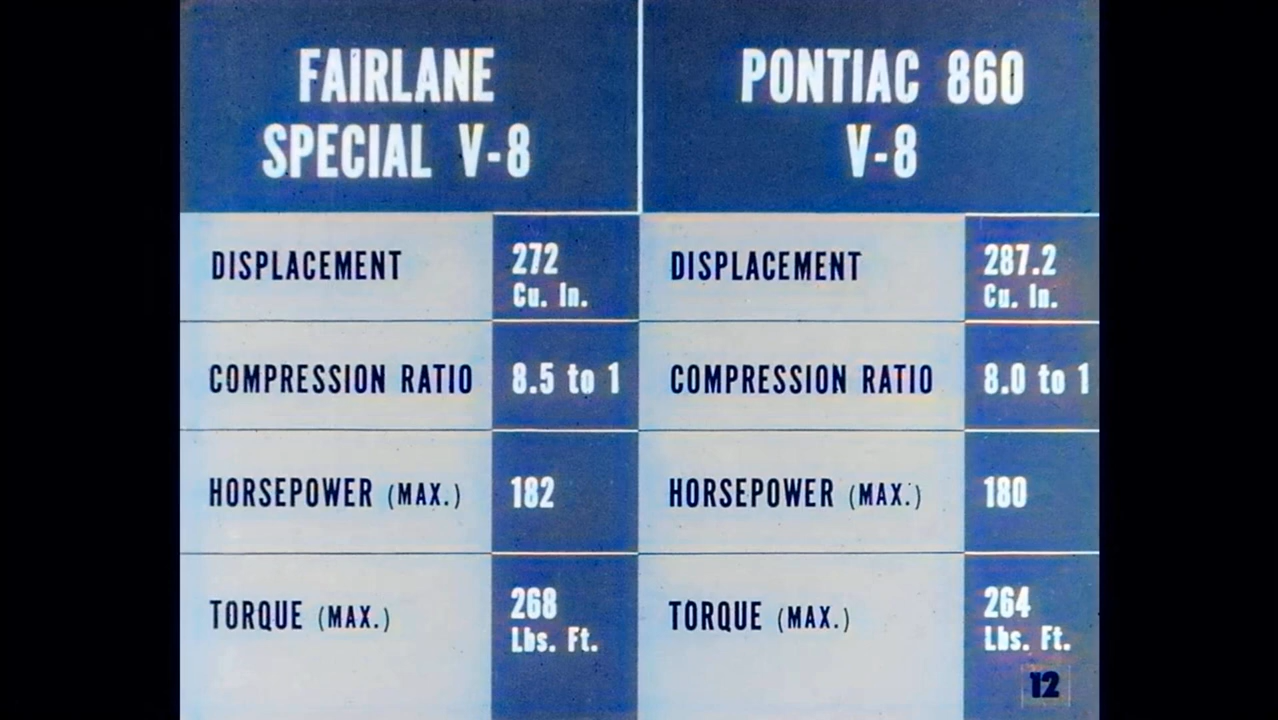 FAIRLANE
SPECIAL V-8
PONTIAC 860
V-8
DISPLACEMENT
272
Cu. In.
DISPLACEMENT
287.2
Cu. In.
COMPRESSION RATIO
8.5 to 1
COMPRESSION RATIO
8.0 to 1
HORSEPOWER (MAX.)
182
HORSEPOWER (MAX.)
180
TORQUE (MAX.)
268
Lbs. Ft.
TORQUE (MAX.)
264
Lbs. Ft.
12